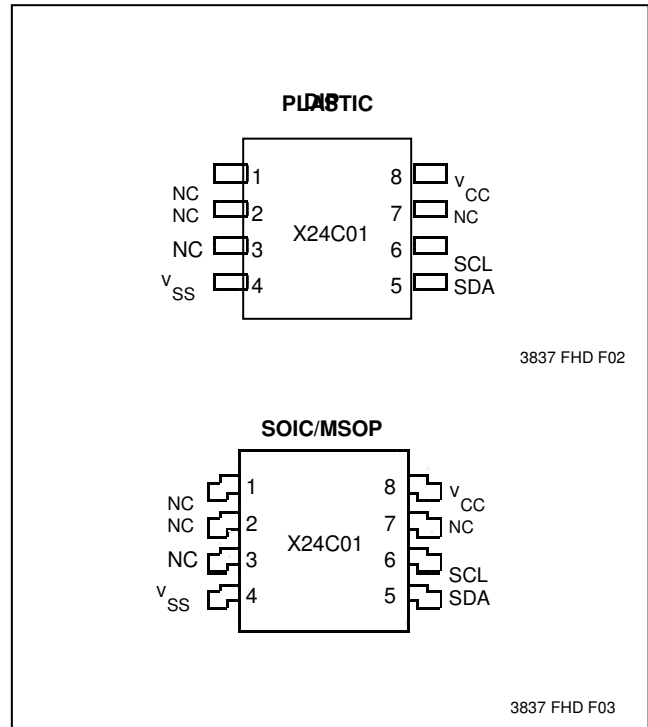 PLASTIC DIP
NC 1 8 VCC
NC 2 7 NC
X24C01
NC 3 6 SCL
VSS 4 5 SDA
3837 FHD F02
SOIC/MSOP
NC 1 8 VCC
NC 2 7 NC
X24C01
NC 3 6 SCL
VSS 4 5 SDA
3837 FHD F03